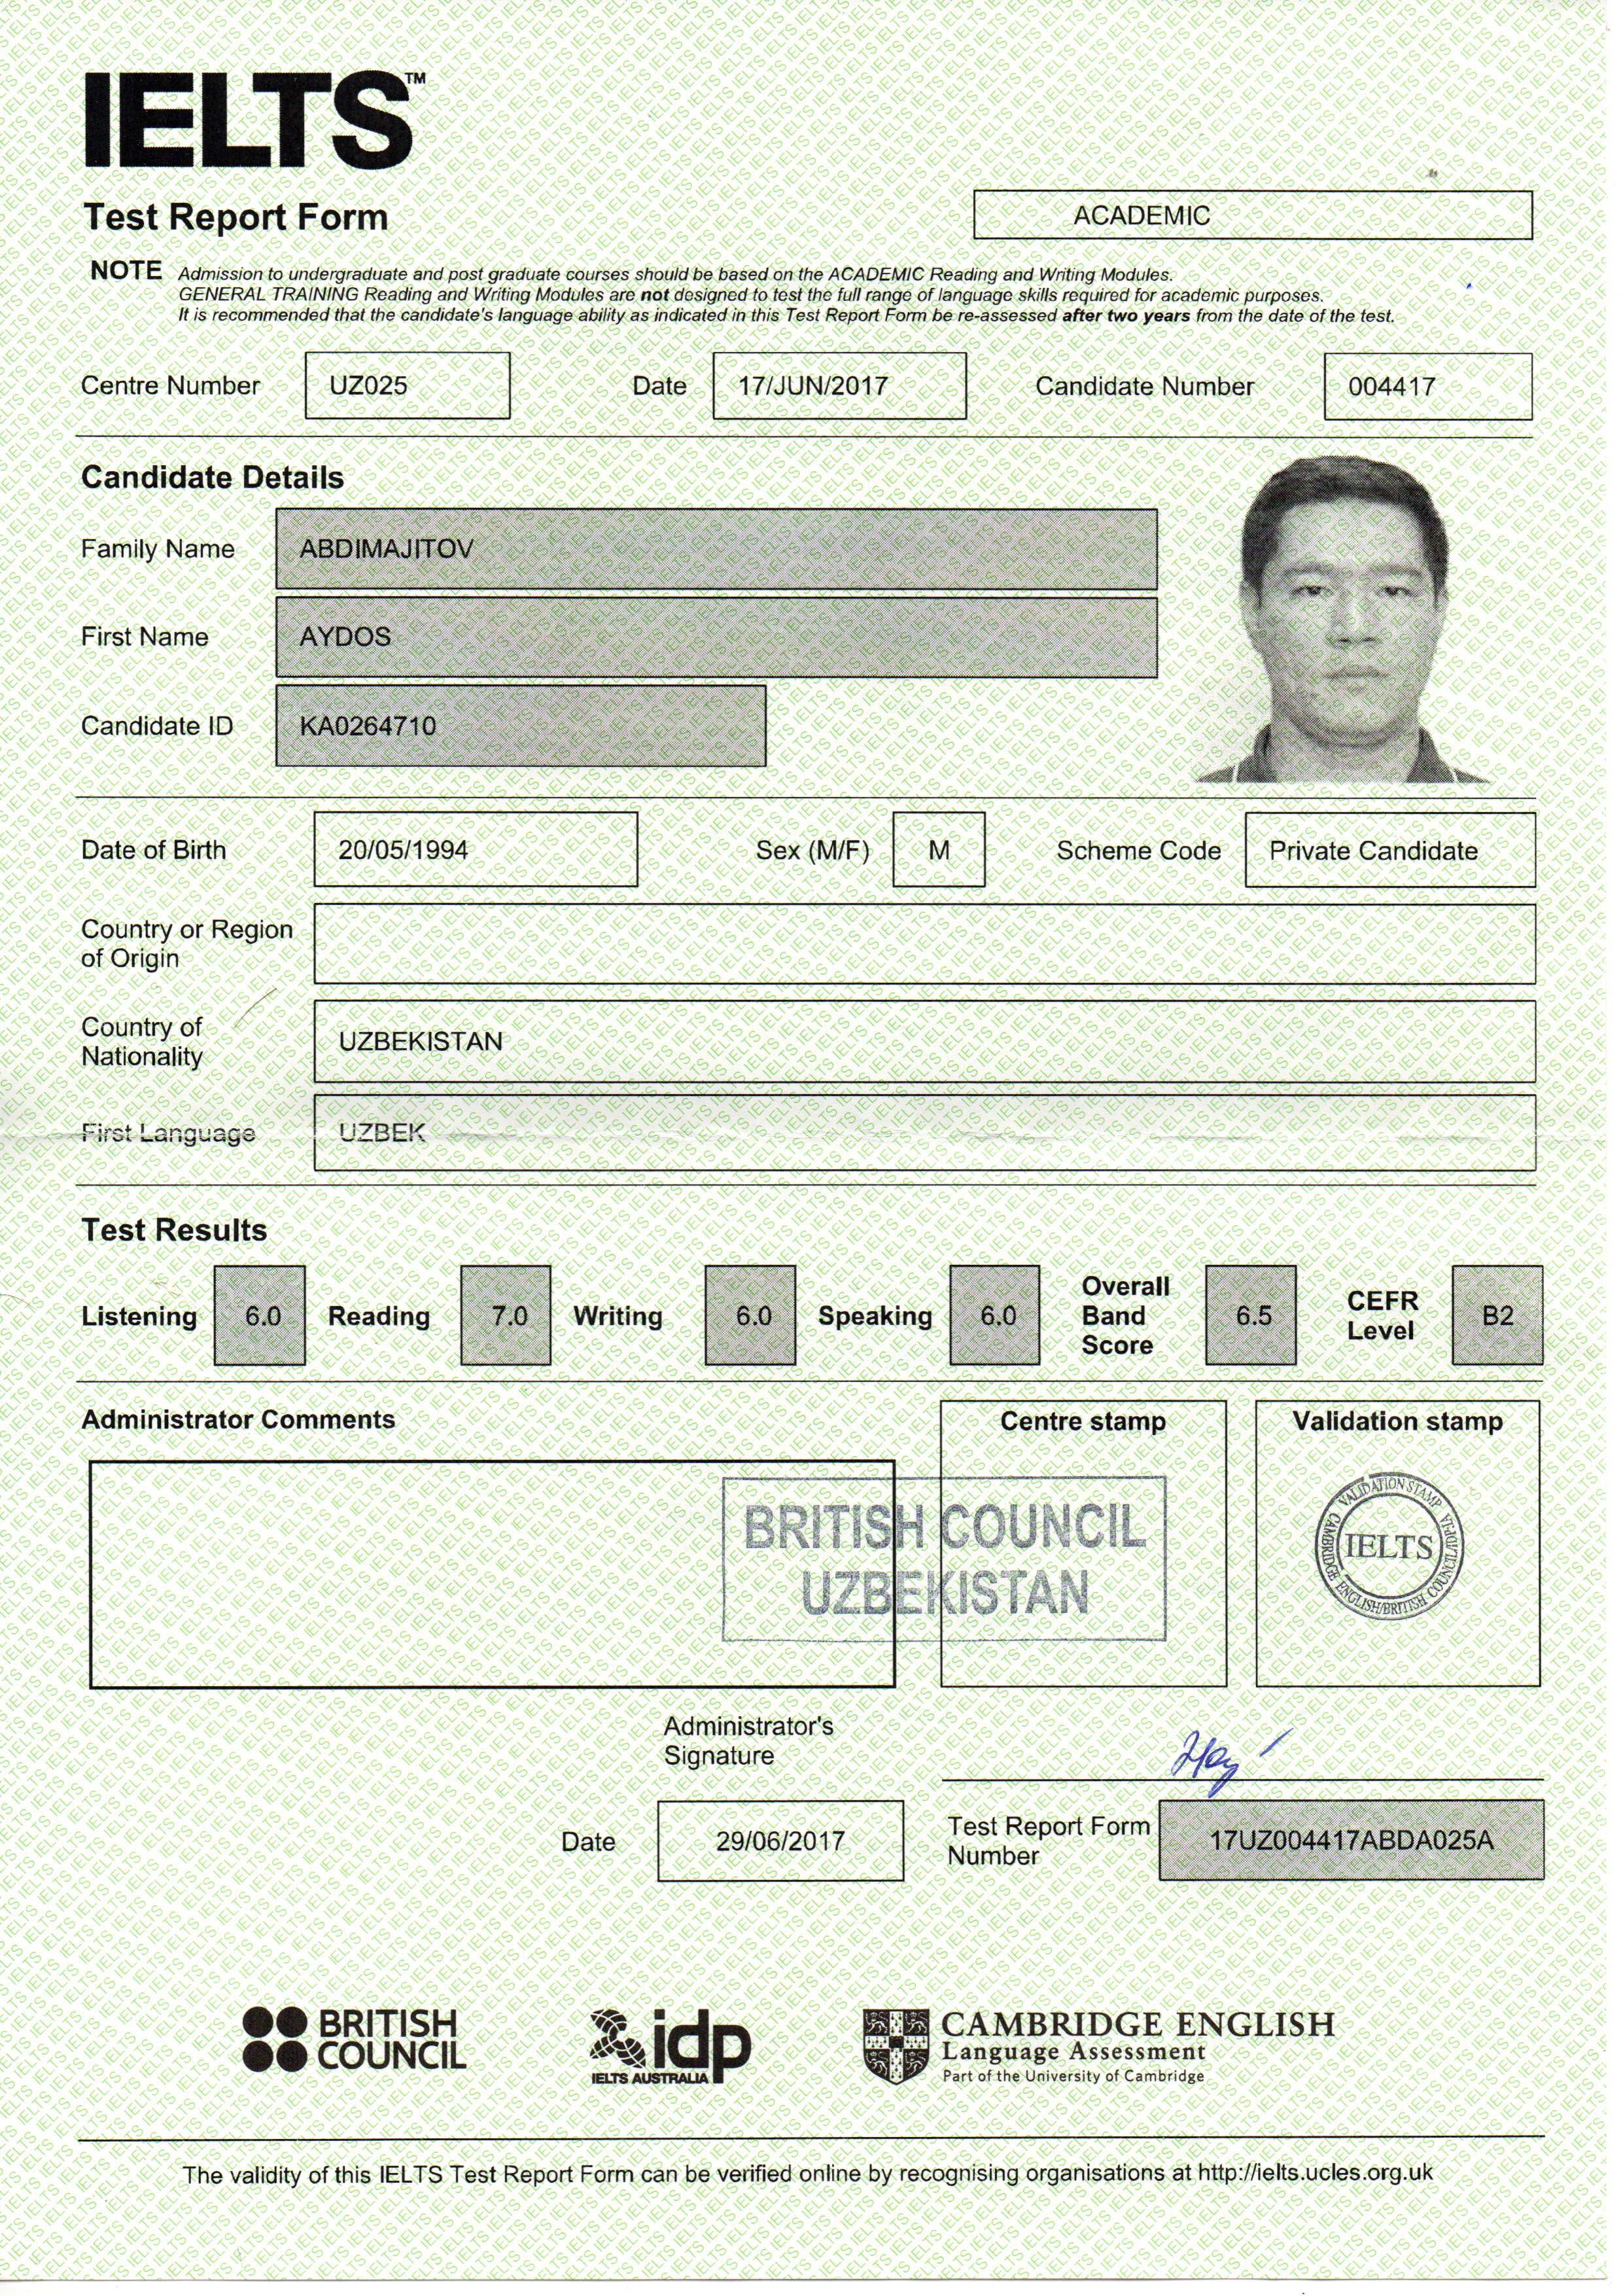 IELTS™
Test Report Form
ACADEMIC
NOTE Admission to undergraduate and post graduate courses should be based on the ACADEMIC Reading and Writing Modules.
GENERAL TRAINING Reading and Writing Modules are not designed to test the full range of language skills required for academic purposes.
It is recommended that the candidate's language ability as indicated in this Test Report Form be re-assessed after two years from the date of the test.
Centre Number UZ025 Date 17/JUN/2017 Candidate Number 004417
Candidate Details
Family Name ABDIMAJITOV
First Name AYDOS
Candidate ID KA0264710
Date of Birth 20/05/1994 Sex (M/F) M Scheme Code Private Candidate
Country or Region
of Origin
Country of
Nationality
UZBEKISTAN
First Language UZBEK
Test Results
Listening 6.0 Reading 7.0 Writing 6.0 Speaking 6.0 Overall Band Score 6.5 CEFR Level B2
Administrator Comments
Centre stamp
Validation stamp
BRITISH COUNCIL
UZBEKISTAN
VALIDATION STAMP
IELTS
CAMBRIDGE ENGLISH/BRITISH COUNCIL/IDP:IA
Administrator's
Signature
Date 29/06/2017
Test Report Form
Number
17UZ004417ABDA025A
BRITISH
COUNCIL
idp
IELTS AUSTRALIA
CAMBRIDGE ENGLISH
Language Assessment
Part of the University of Cambridge
The validity of this IELTS Test Report Form can be verified online by recognising organisations at http://ielts.ucles.org.uk